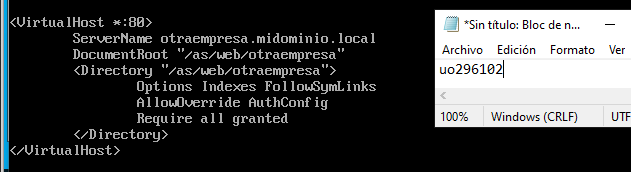 <VirtualHost *:80>
ServerName otraempresa.midominio.local
DocumentRoot "/as/web/otraempresa"
<Directory "/as/web/otraempresa">
Options Indexes FollowSymLinks
AllowOverride AuthConfig
Require all granted
</Directory>
</VirtualHost>
*Sin título: Bloc de n...
Archivo Edición Formato Ver
uo296102
100% Windows (CRLF) UTF